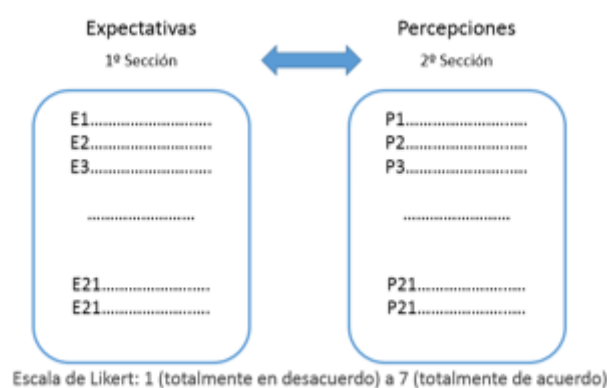 Expectativas
1º Sección
E1..............................
E2..............................
E3..............................
...........................
E21...........................
E21...........................
Percepciones
2º Sección
P1..............................
P2..............................
P3..............................
...........................
P21...........................
P21...........................
Escala de Likert: 1 (totalmente en desacuerdo) a 7 (totalmente de acuerdo)